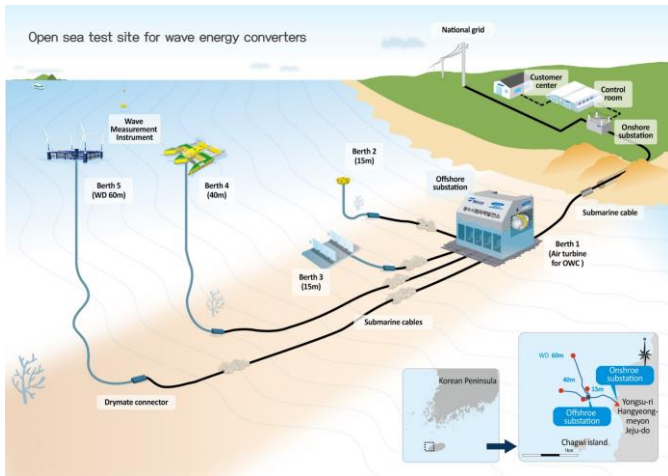 Open sea test site for wave energy converters
National grid
Customer
center
Control
room
Onshore
substation
Wave
Measurement
Instrument
Berth 5
(WD 60m)
Berth 4
(40m)
Berth 2
(15m)
Offshore
substation
Submarine cable
Berth 1
(Air turbine
for OWC )
Berth 3
(15m)
Submarine cables
Drymate connector
Korean Peninsula
WD 60m
40m
15m
Onshroe
substation
Offshroe
substation
Yongsu-ri
Hangyeong-
meyon
Jeju-do
Chagwi island
1km